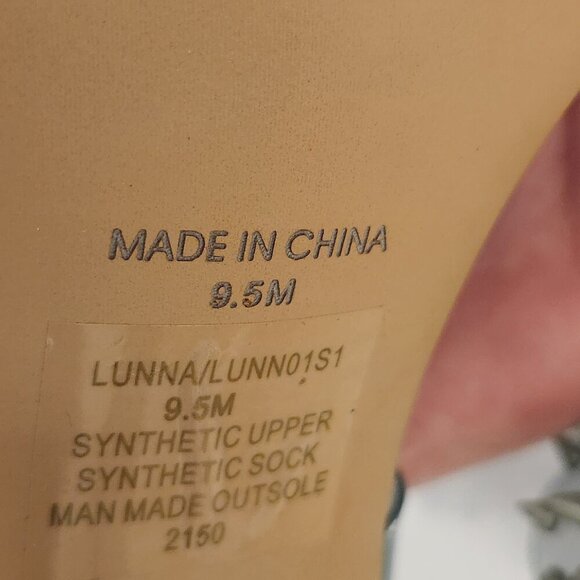 MADE IN CHINA
9.5M
LUNNA/LUNN01S1
9.5M
SYNTHETIC UPPER
SYNTHETIC SOCK
MAN MADE OUTSOLE
2150